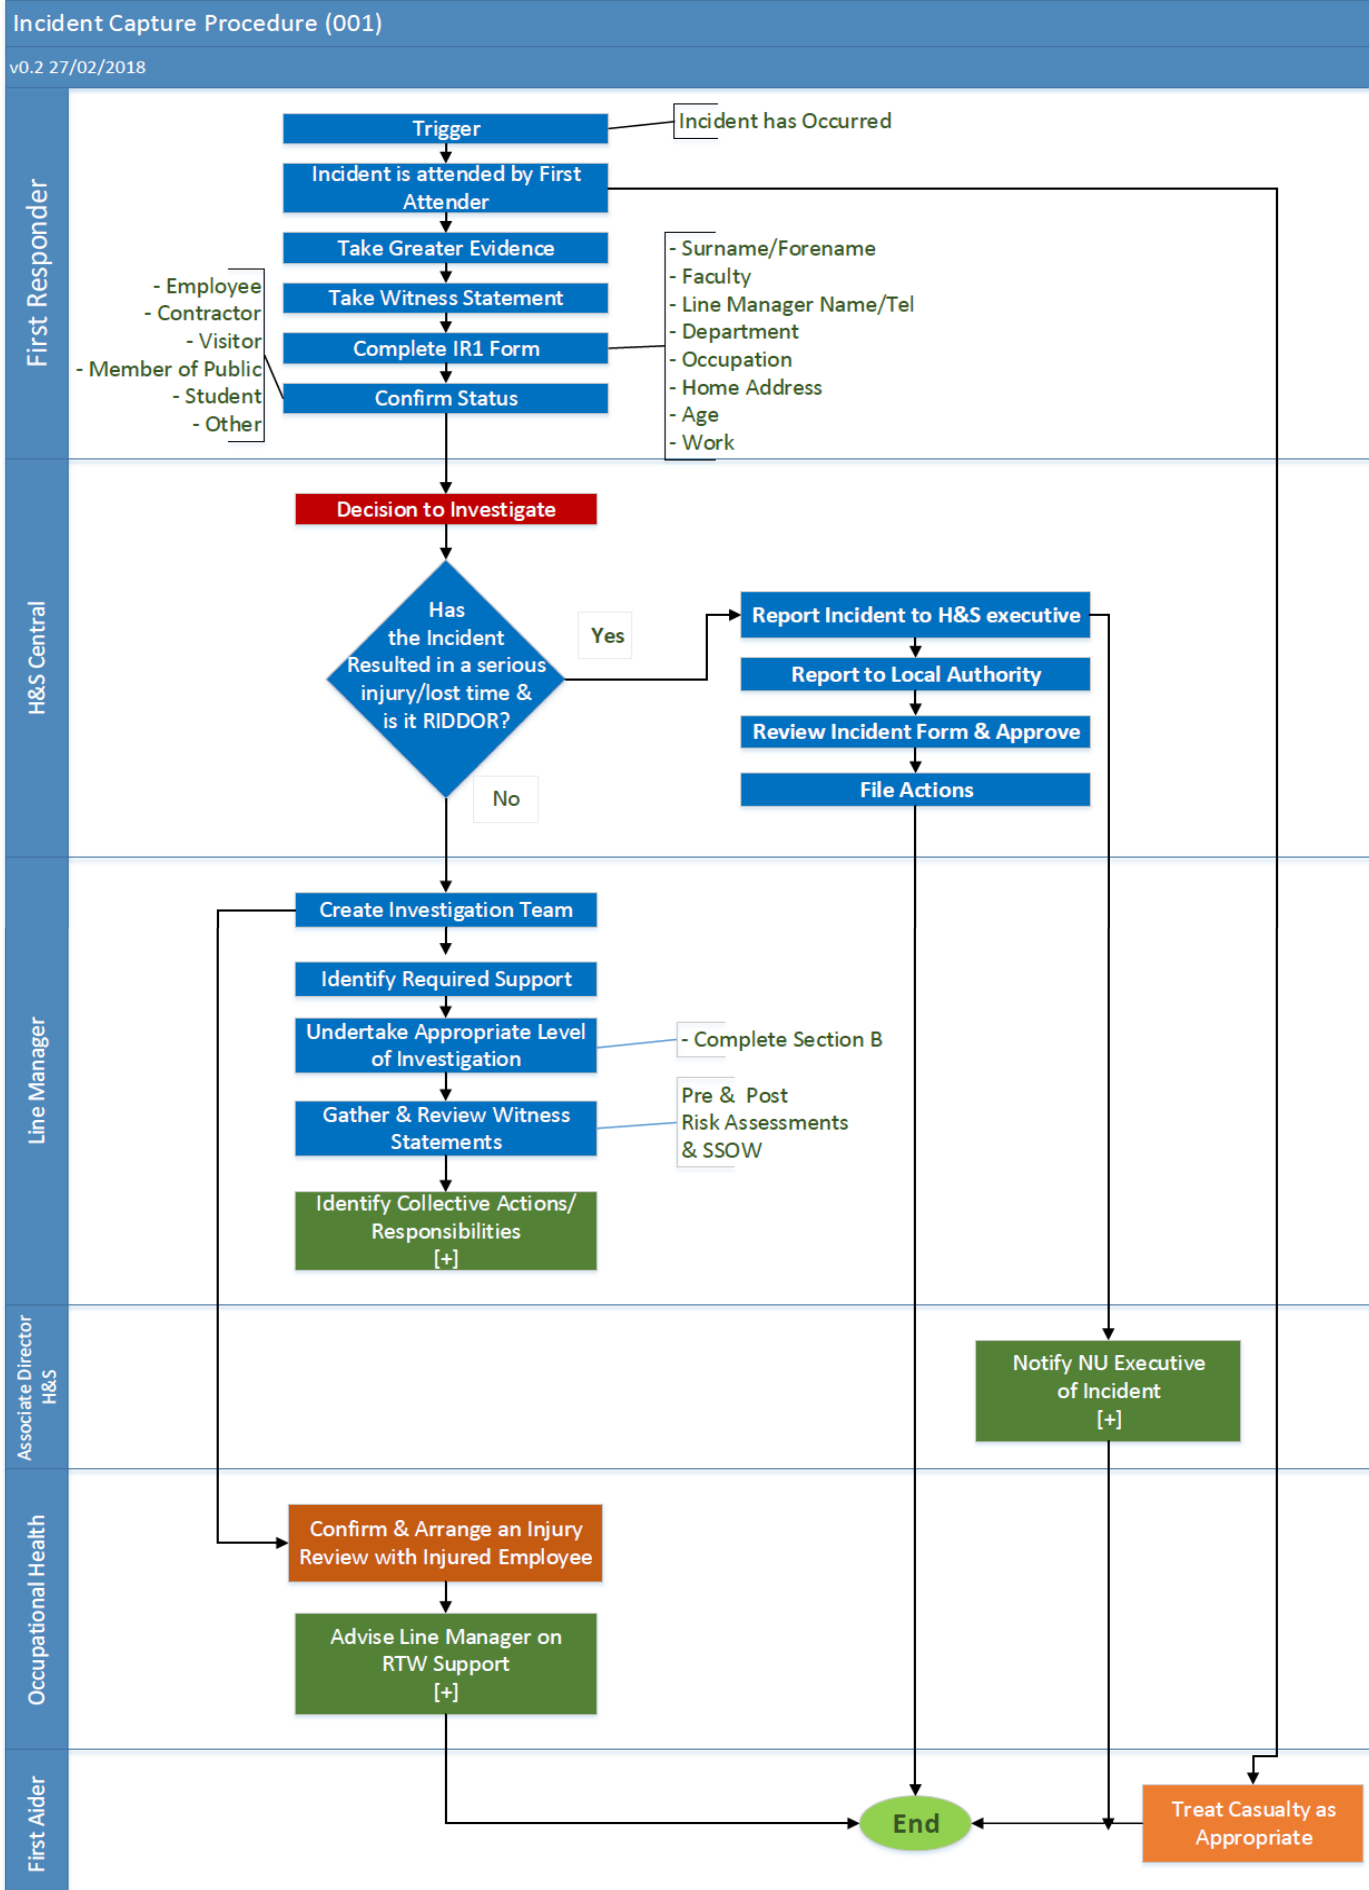 Incident Capture Procedure (001)
v0.2 27/02/2018
First Responder
Trigger
Incident has Occurred
Incident is attended by First
Attender
Take Greater Evidence
Take Witness Statement
Complete IR1 Form
Confirm Status
- Employee
- Contractor
- Visitor
- Member of Public
- Student
- Other
- Surname/Forename
- Faculty
- Line Manager Name/Tel
- Department
- Occupation
- Home Address
- Age
- Work
H&S Central
Decision to Investigate
Has
the Incident
Resulted in a serious
injury/lost time &
is it RIDDOR?
Yes
No
Report Incident to H&S executive
Report to Local Authority
Review Incident Form & Approve
File Actions
Line Manager
Create Investigation Team
Identify Required Support
Undertake Appropriate Level
of Investigation
- Complete Section B
Gather & Review Witness
Statements
Pre & Post
Risk Assessments
& SSOW
Identify Collective Actions/
Responsibilities
[+]
Associate Director
H&S
Notify NU Executive
of Incident
[+]
Occupational Health
Confirm & Arrange an Injury
Review with Injured Employee
Advise Line Manager on
RTW Support
[+]
First Aider
End
Treat Casualty as
Appropriate